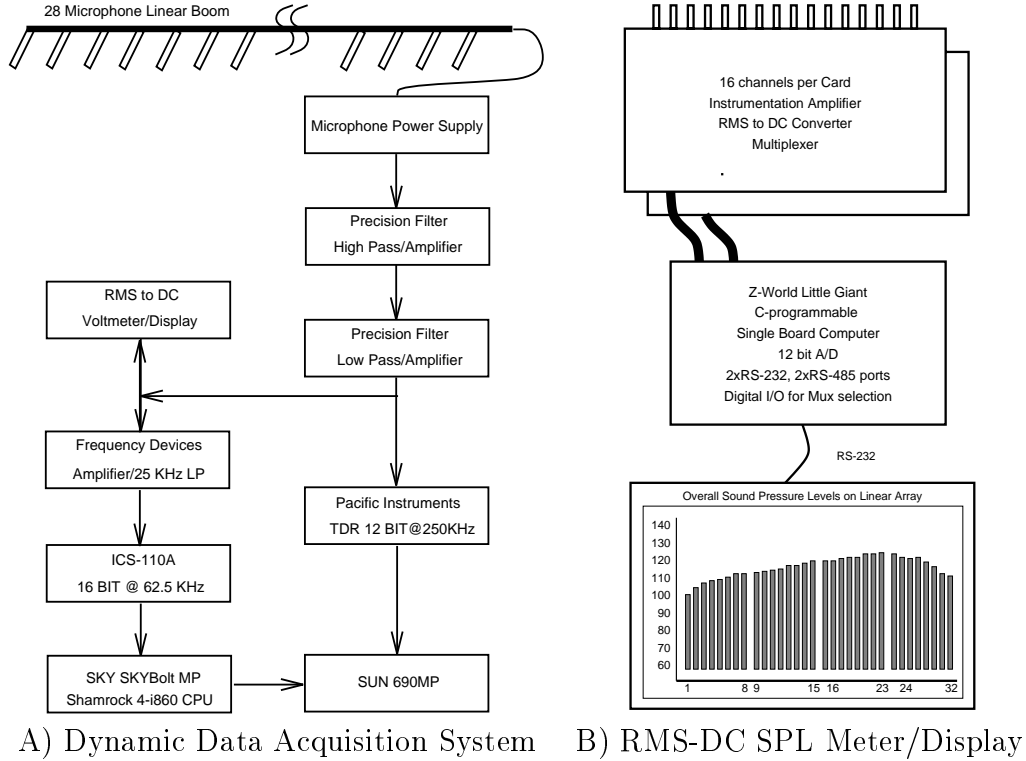 28 Microphone Linear Boom
Microphone Power Supply
Precision Filter
High Pass/Amplifier
RMS to DC
Voltmeter/Display
Precision Filter
Low Pass/Amplifier
Frequency Devices
Amplifier/25 KHz LP
Pacific Instruments
TDR 12 BIT@250KHz
ICS-110A
16 BIT @ 62.5 KHz
SKY SKYBolt MP
Shamrock 4-i860 CPU
SUN 690MP
A) Dynamic Data Acquisition System
16 channels per Card
Instrumentation Amplifier
RMS to DC Converter
Multiplexer
.
Z-World Little Giant
C-programmable
Single Board Computer
12 bit A/D
2xRS-232, 2xRS-485 ports
Digital I/O for Mux selection
RS-232
Overall Sound Pressure Levels on Linear Array
140
130
120
110
100
90
80
70
60
1 8 9 15 16 23 24 32
B) RMS-DC SPL Meter/Display